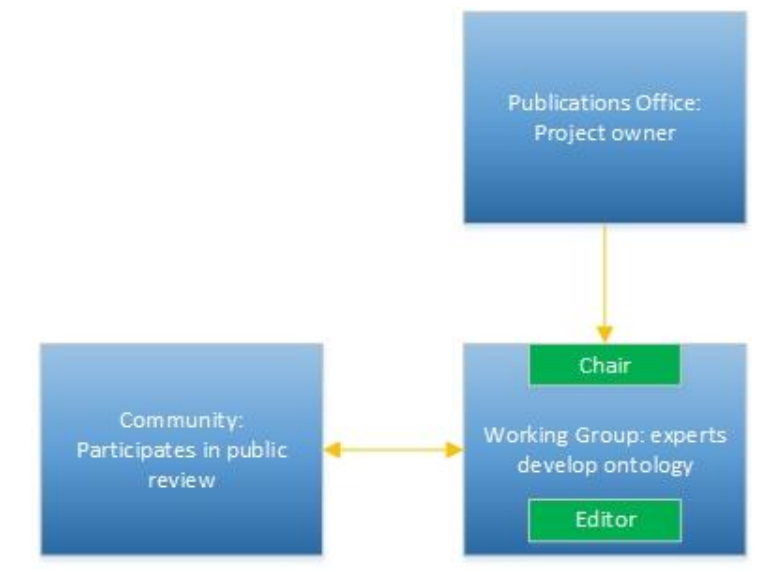 Publications Office:
Project owner
Chair
Community:
Participates in public
review
Working Group: experts
develop ontology
Editor